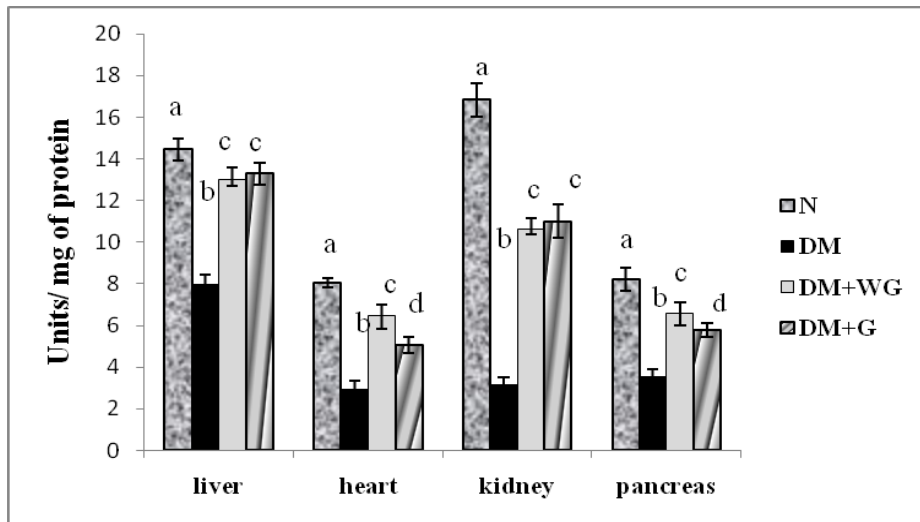 Units/ mg of protein
20
18
16
14
12
10
8
6
4
2
0
a
b
c
c
a
b
c
d
a
b
c
c
a
b
c
d
liver heart kidney pancreas
N
DM
DM+WG
DM+G